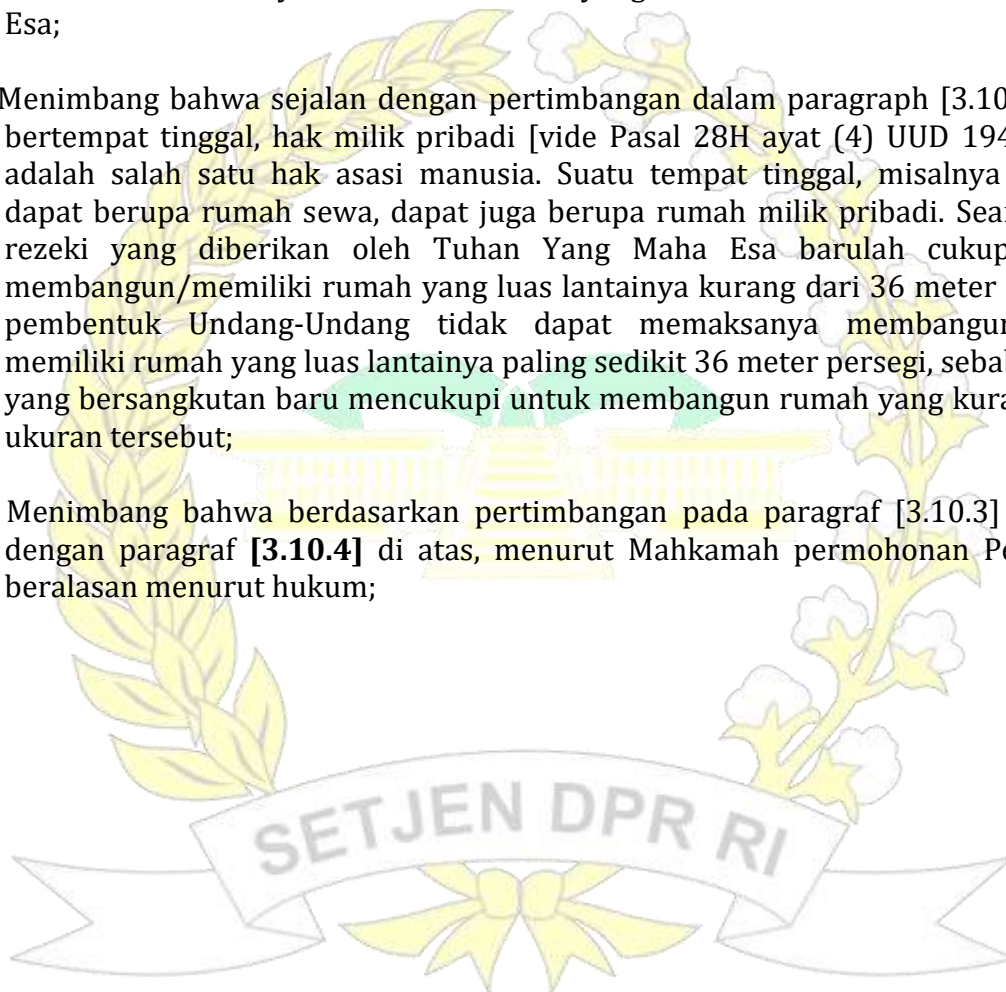 Esa;
Menimbang bahwa sejalan dengan pertimbangan dalam paragraph [3.10
bertempat tinggal, hak milik pribadi [vide Pasal 28H ayat (4) UUD 194
adalah salah satu hak asasi manusia. Suatu tempat tinggal, misalnya
dapat berupa rumah sewa, dapat juga berupa rumah milik pribadi. Sea
rezeki yang diberikan oleh Tuhan Yang Maha Esa barulah cukup
membangun/memiliki rumah yang luas lantainya kurang dari 36 meter
pembentuk Undang-Undang tidak dapat memaksanya membangun
memiliki rumah yang luas lantainya paling sedikit 36 meter persegi, seba
yang bersangkutan baru mencukupi untuk membangun rumah yang kura
ukuran tersebut;
Menimbang bahwa berdasarkan pertimbangan pada paragraf [3.10.3]
dengan paragraf [3.10.4] di atas, menurut Mahkamah permohonan Pe
beralasan menurut hukum;
SETJEN DPR RI